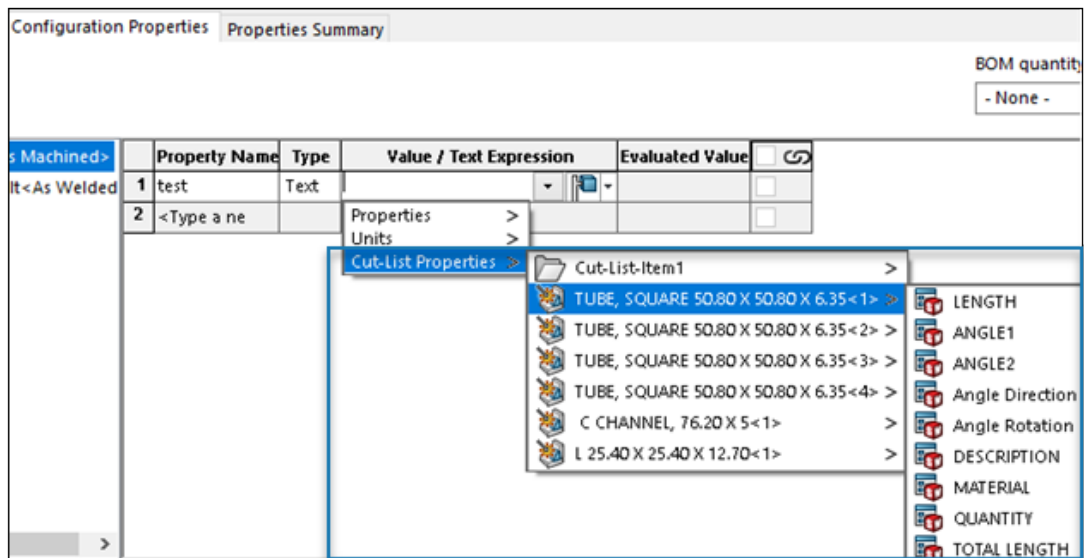 Configuration Properties Properties Summary
BOM quantity
- None -
s Machined>
Property Name Type Value / Text Expression Evaluated Value
lt<As Welded
1 test Text
2 <Type a ne
Properties >
Units >
Cut-List Properties >
Cut-List-Item1 >
TUBE, SQUARE 50.80 X 50.80 X 6.35<1> >
LENGTH
TUBE, SQUARE 50.80 X 50.80 X 6.35<2> >
ANGLE1
TUBE, SQUARE 50.80 X 50.80 X 6.35<3> >
ANGLE2
TUBE, SQUARE 50.80 X 50.80 X 6.35<4> >
Angle Direction
C CHANNEL, 76.20 X 5<1> >
Angle Rotation
L 25.40 X 25.40 X 12.70<1> >
DESCRIPTION
MATERIAL
QUANTITY
TOTAL LENGTH